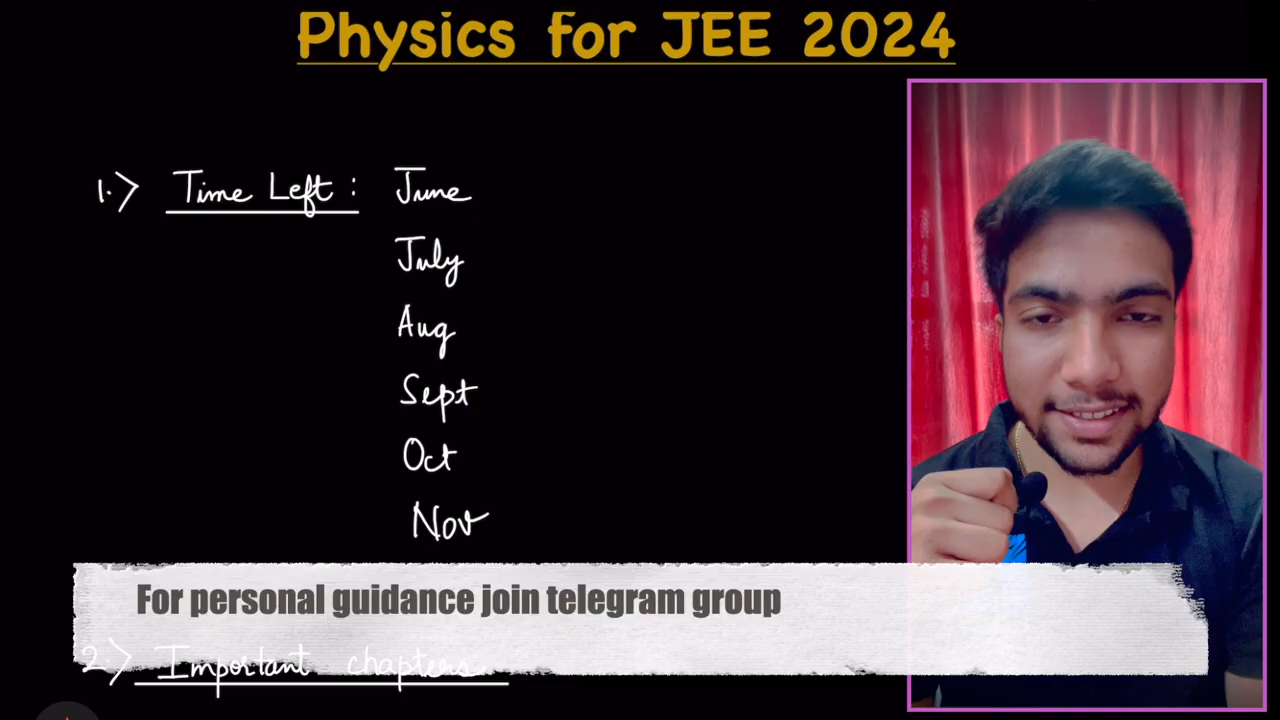 Physics for JEE 2024
1.) Time Left : June
July
Aug
Sept
Oct
Nov
For personal guidance join telegram group
2.) Important chapters